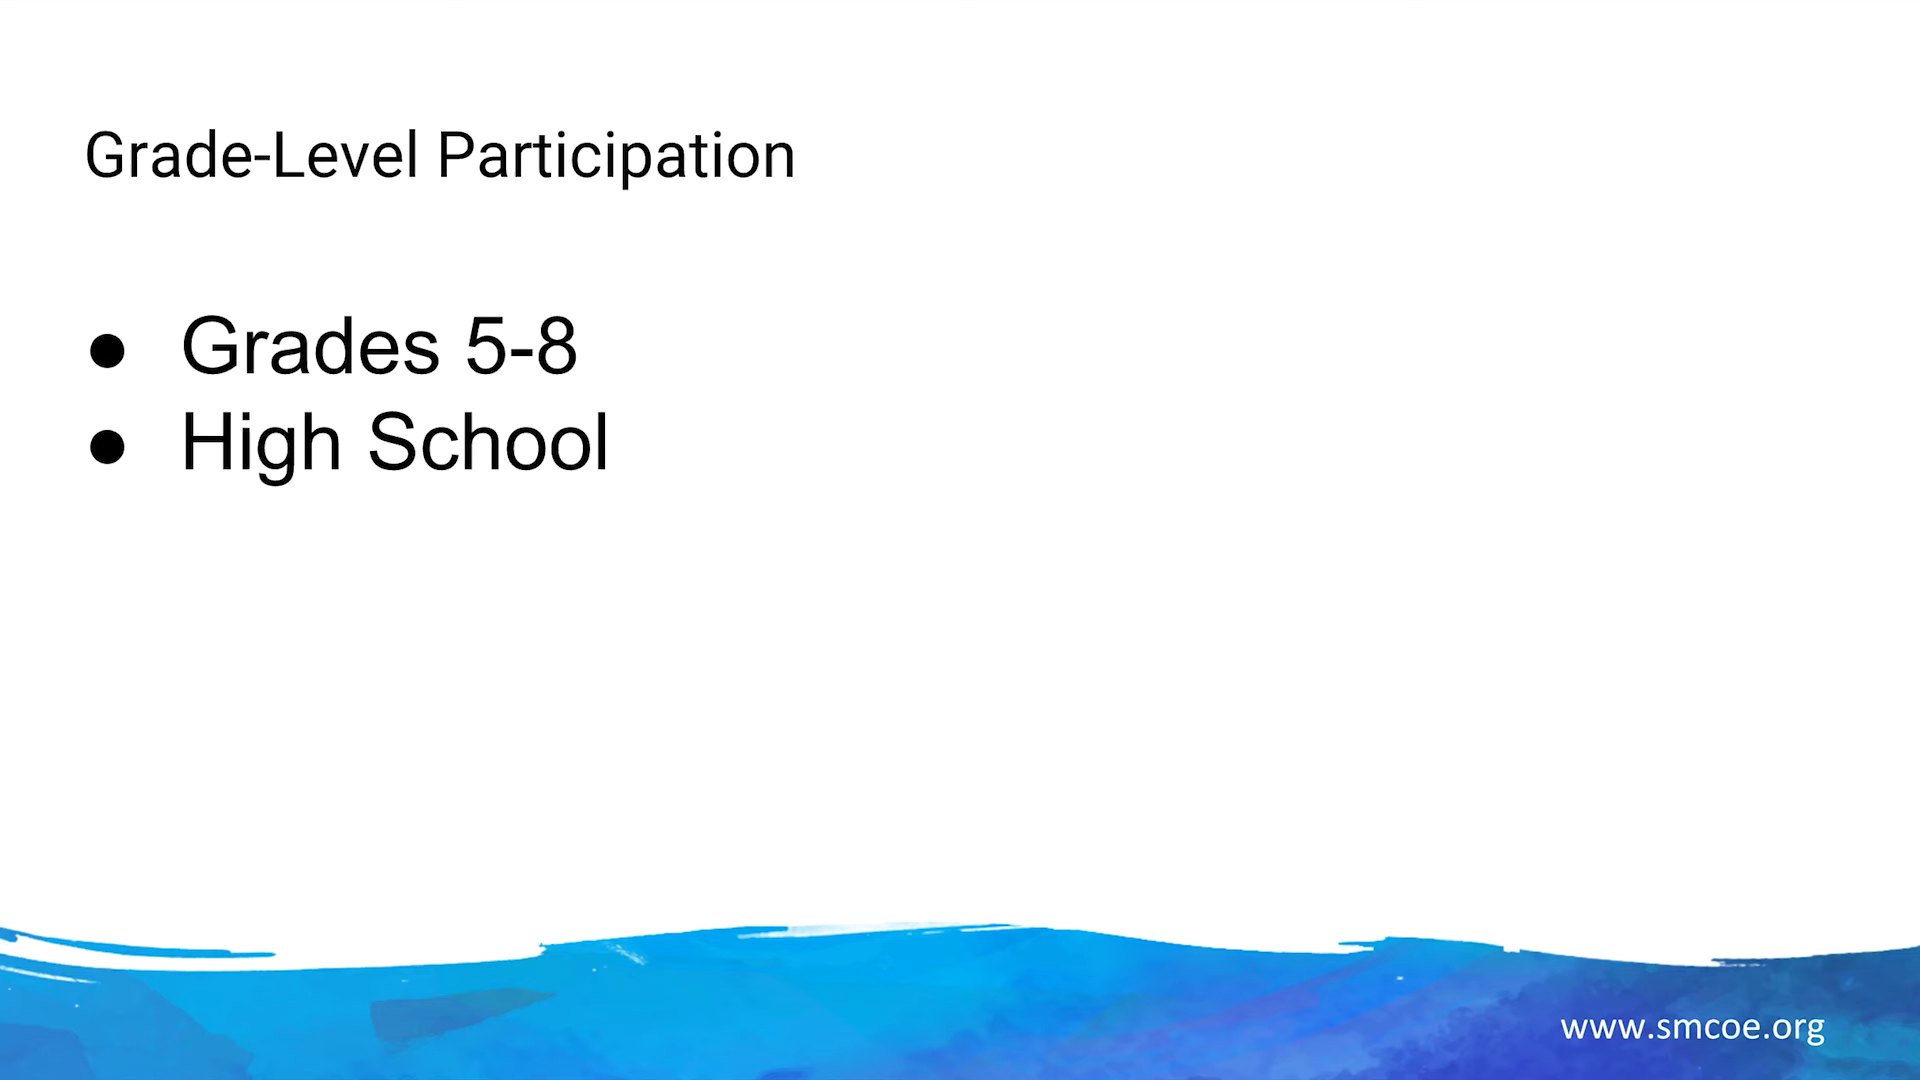 Grade-Level Participation
● Grades 5-8
● High School
www.smcoe.org